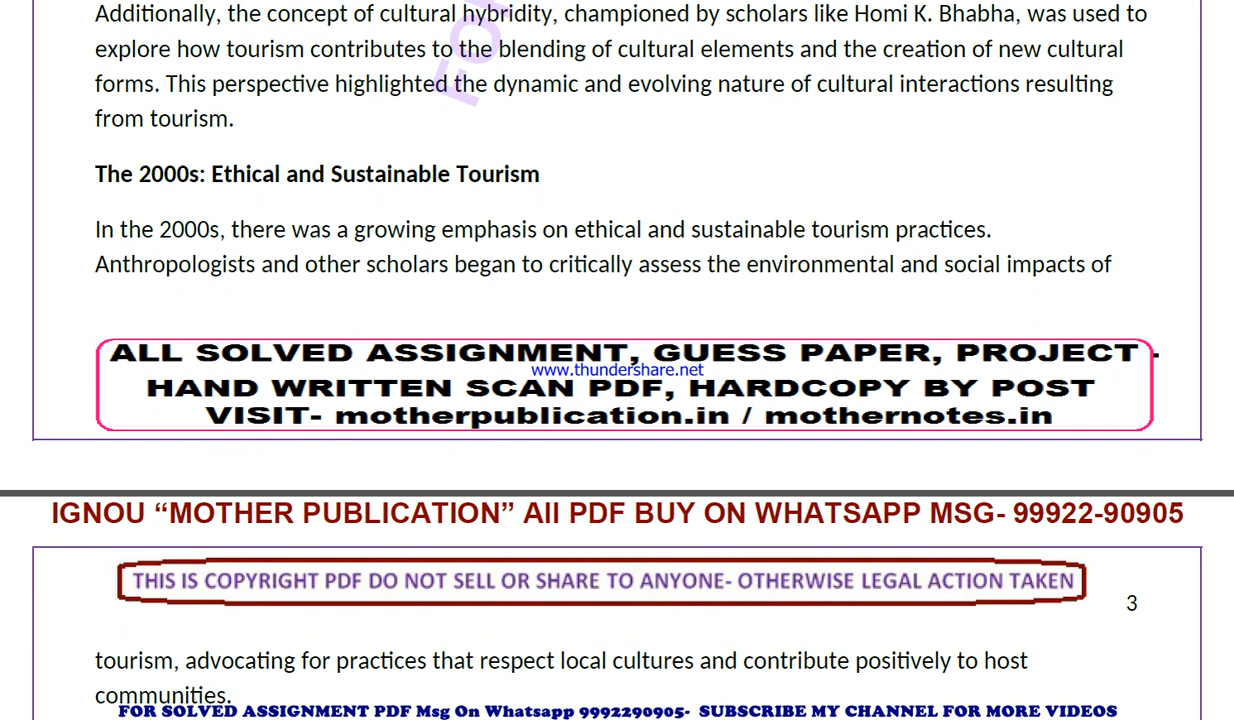 Additionally, the concept of cultural hybridity, championed by scholars like Homi K. Bhabha, was used to
explore how tourism contributes to the blending of cultural elements and the creation of new cultural
forms. This perspective highlighted the dynamic and evolving nature of cultural interactions resulting
from tourism.
FOR
The 2000s: Ethical and Sustainable Tourism
In the 2000s, there was a growing emphasis on ethical and sustainable tourism practices.
Anthropologists and other scholars began to critically assess the environmental and social impacts of
ALL SOLVED ASSIGNMENT, GUESS PAPER, PROJECT -
www.thundershare.net
HAND WRITTEN SCAN PDF, HARDCOPY BY POST
VISIT- motherpublication.in / mothernotes.in
IGNOU “MOTHER PUBLICATION” All PDF BUY ON WHATSAPP MSG- 99922-90905
THIS IS COPYRIGHT PDF DO NOT SELL OR SHARE TO ANYONE- OTHERWISE LEGAL ACTION TAKEN
3
tourism, advocating for practices that respect local cultures and contribute positively to host
communities.
FOR SOLVED ASSIGNMENT PDF Msg On Whatsapp 9992290905- SUBSCRIBE MY CHANNEL FOR MORE VIDEOS